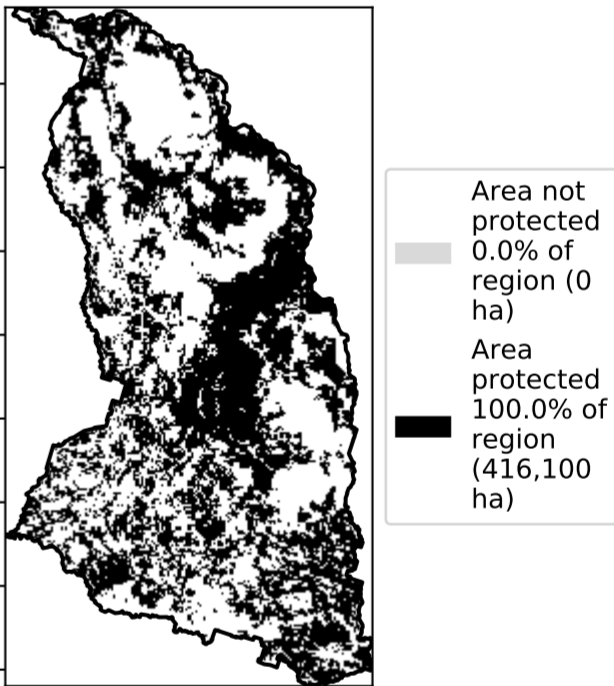 Area not
protected
0.0% of
region (0
ha)
Area
protected
100.0% of
region
(416,100
ha)